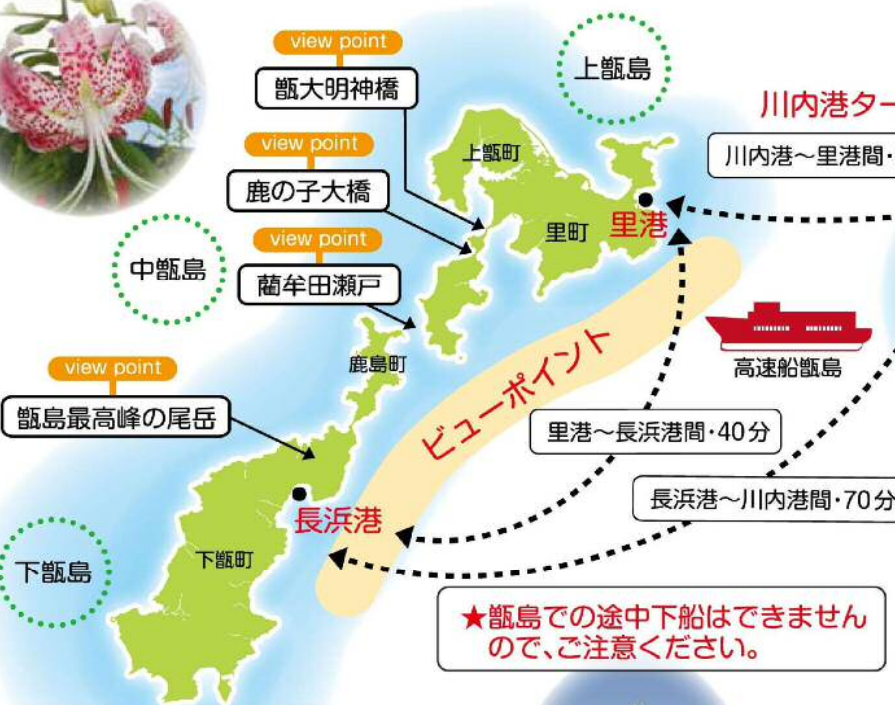 view point
甑大明神橋
上甑島
川内港ター
川内港〜里港間・
view point
鹿の子大橋
上甑町
里町
里港
view point
藺牟田瀬戸
中甑島
鹿島町
ビューポイント
高速船甑島
view point
甑島最高峰の尾岳
里港〜長浜港間・40分
長浜港〜川内港間・70分
長浜港
下甑町
下甑島
★甑島での途中下船はできません
ので、ご注意ください。